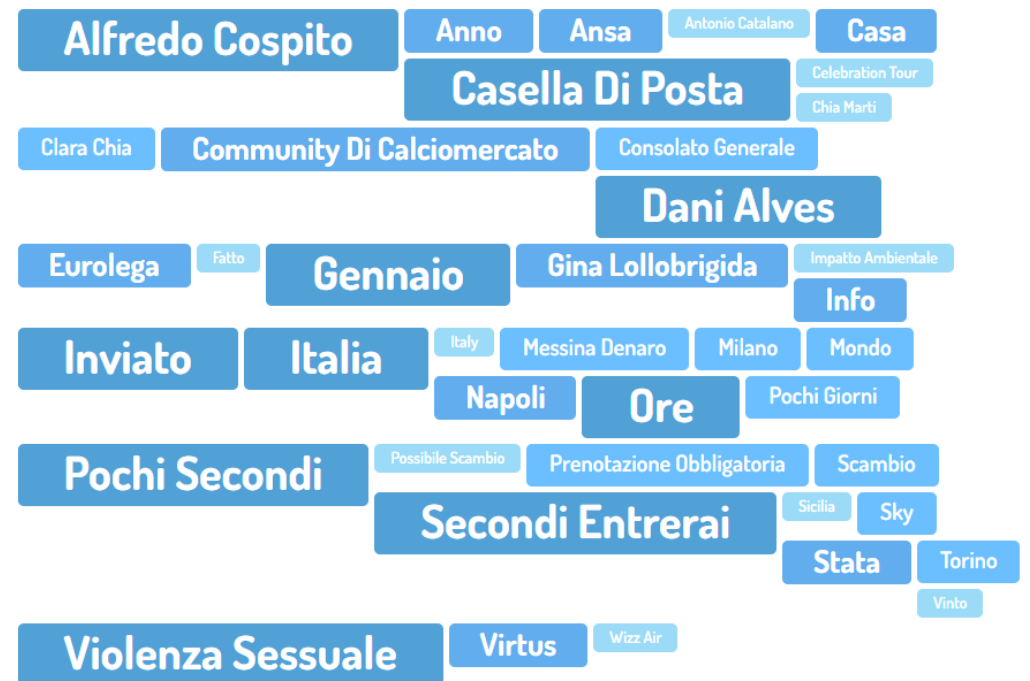 Alfredo Cospito Anno Ansa Antonio Catalano Casa
Casella Di Posta Celebration Tour
Chia Marti
Clara Chia Community Di Calciomercato Consolato Generale
Dani Alves
Eurolega Fatto Gennaio Gina Lollobrigida Impatto Ambientale
Info
Inviato Italia Italy Messina Denaro Milano Mondo
Napoli Ore Pochi Giorni
Pochi Secondi Possibile Scambio Prenotazione Obbligatoria Scambio
Secondi Entrerai Sicilia Sky
Stata Torino
Vinto
Violenza Sessuale Virtus Wizz Air